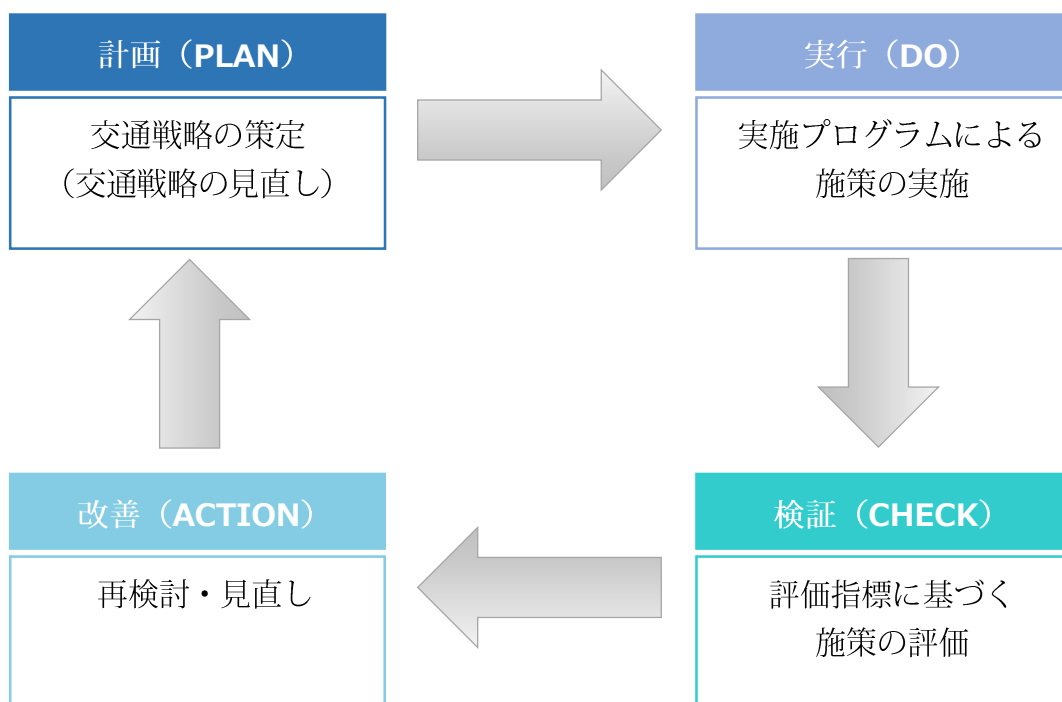 計画（PLAN）
交通戦略の策定
（交通戦略の見直し）
実行（DO）
実施プログラムによる
施策の実施
検証（CHECK）
評価指標に基づく
施策の評価
改善（ACTION）
再検討・見直し